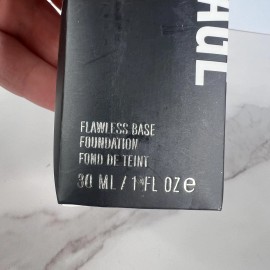 FLAWLESS BASE
FOUNDATION
FOND DE TEINT
30 ML / 1 FL OZ e